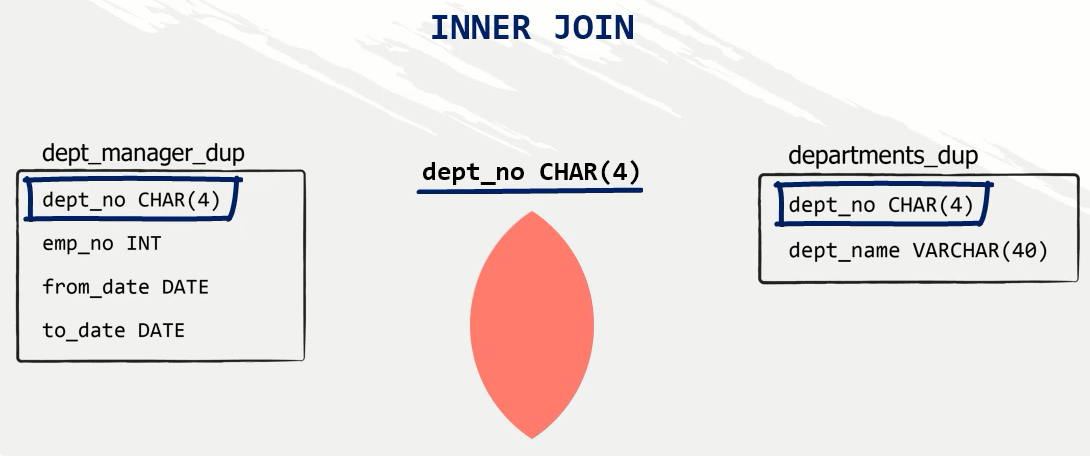 INNER JOIN
dept_manager_dup
dept_no CHAR(4)
emp_no INT
from_date DATE
to_date DATE
dept_no CHAR(4)
departments_dup
dept_no CHAR(4)
dept_name VARCHAR(40)